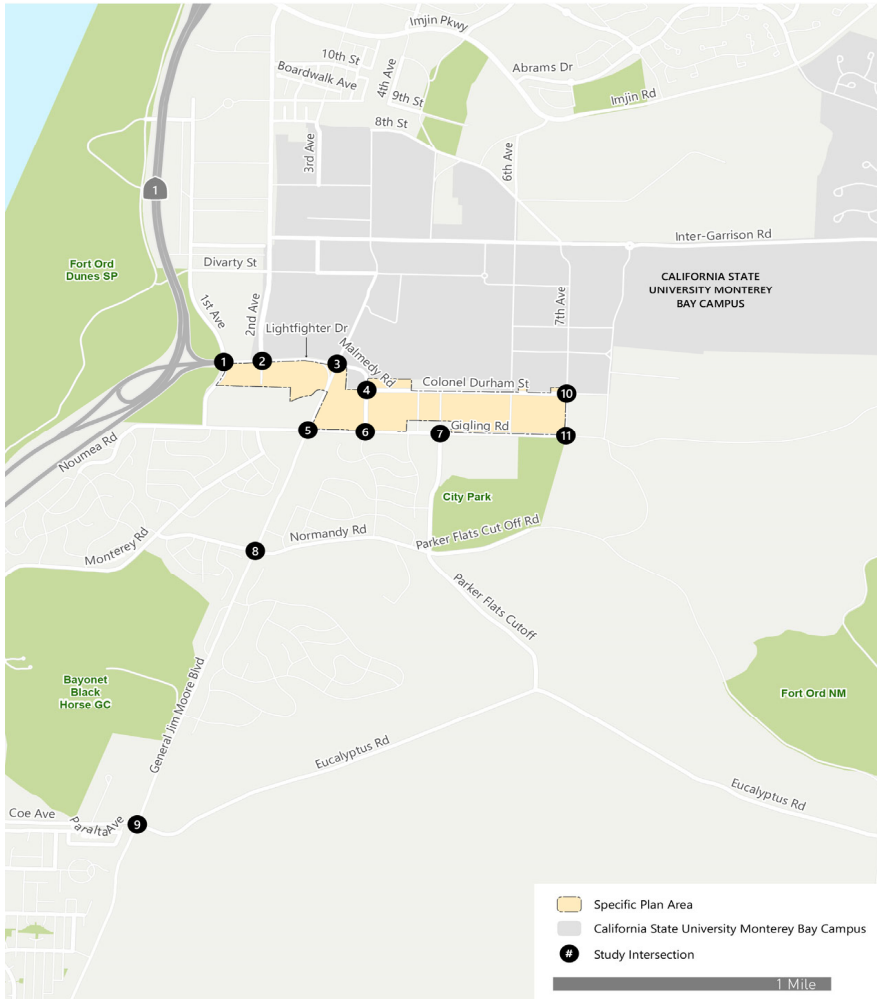 Imjin Pkwy
10th St
Boardwalk Ave
4th Ave
9th St
8th St
Abrams Dr
Imjin Rd
3rd Ave
6th Ave
1
Inter-Garrison Rd
Divarty St
Fort Ord
Dunes SP
CALIFORNIA STATE
UNIVERSITY MONTEREY
BAY CAMPUS
1st Ave
2nd Ave
7th Ave
Lightfighter Dr
Malmedy Rd
1
2
3
4
Colonel Durham St
10
5
6
7
Gigling Rd
11
Noumea Rd
City Park
Monterey Rd
8
Normandy Rd
Parker Flats Cut Off Rd
Parker Flats Cutoff
Bayonet
Black
Horse GC
General Jim Moore Blvd
Fort Ord NM
Eucalyptus Rd
Eucalyptus Rd
Coe Ave
Paralta Ave
9
Specific Plan Area
California State University Monterey Bay Campus
# Study Intersection
1 Mile